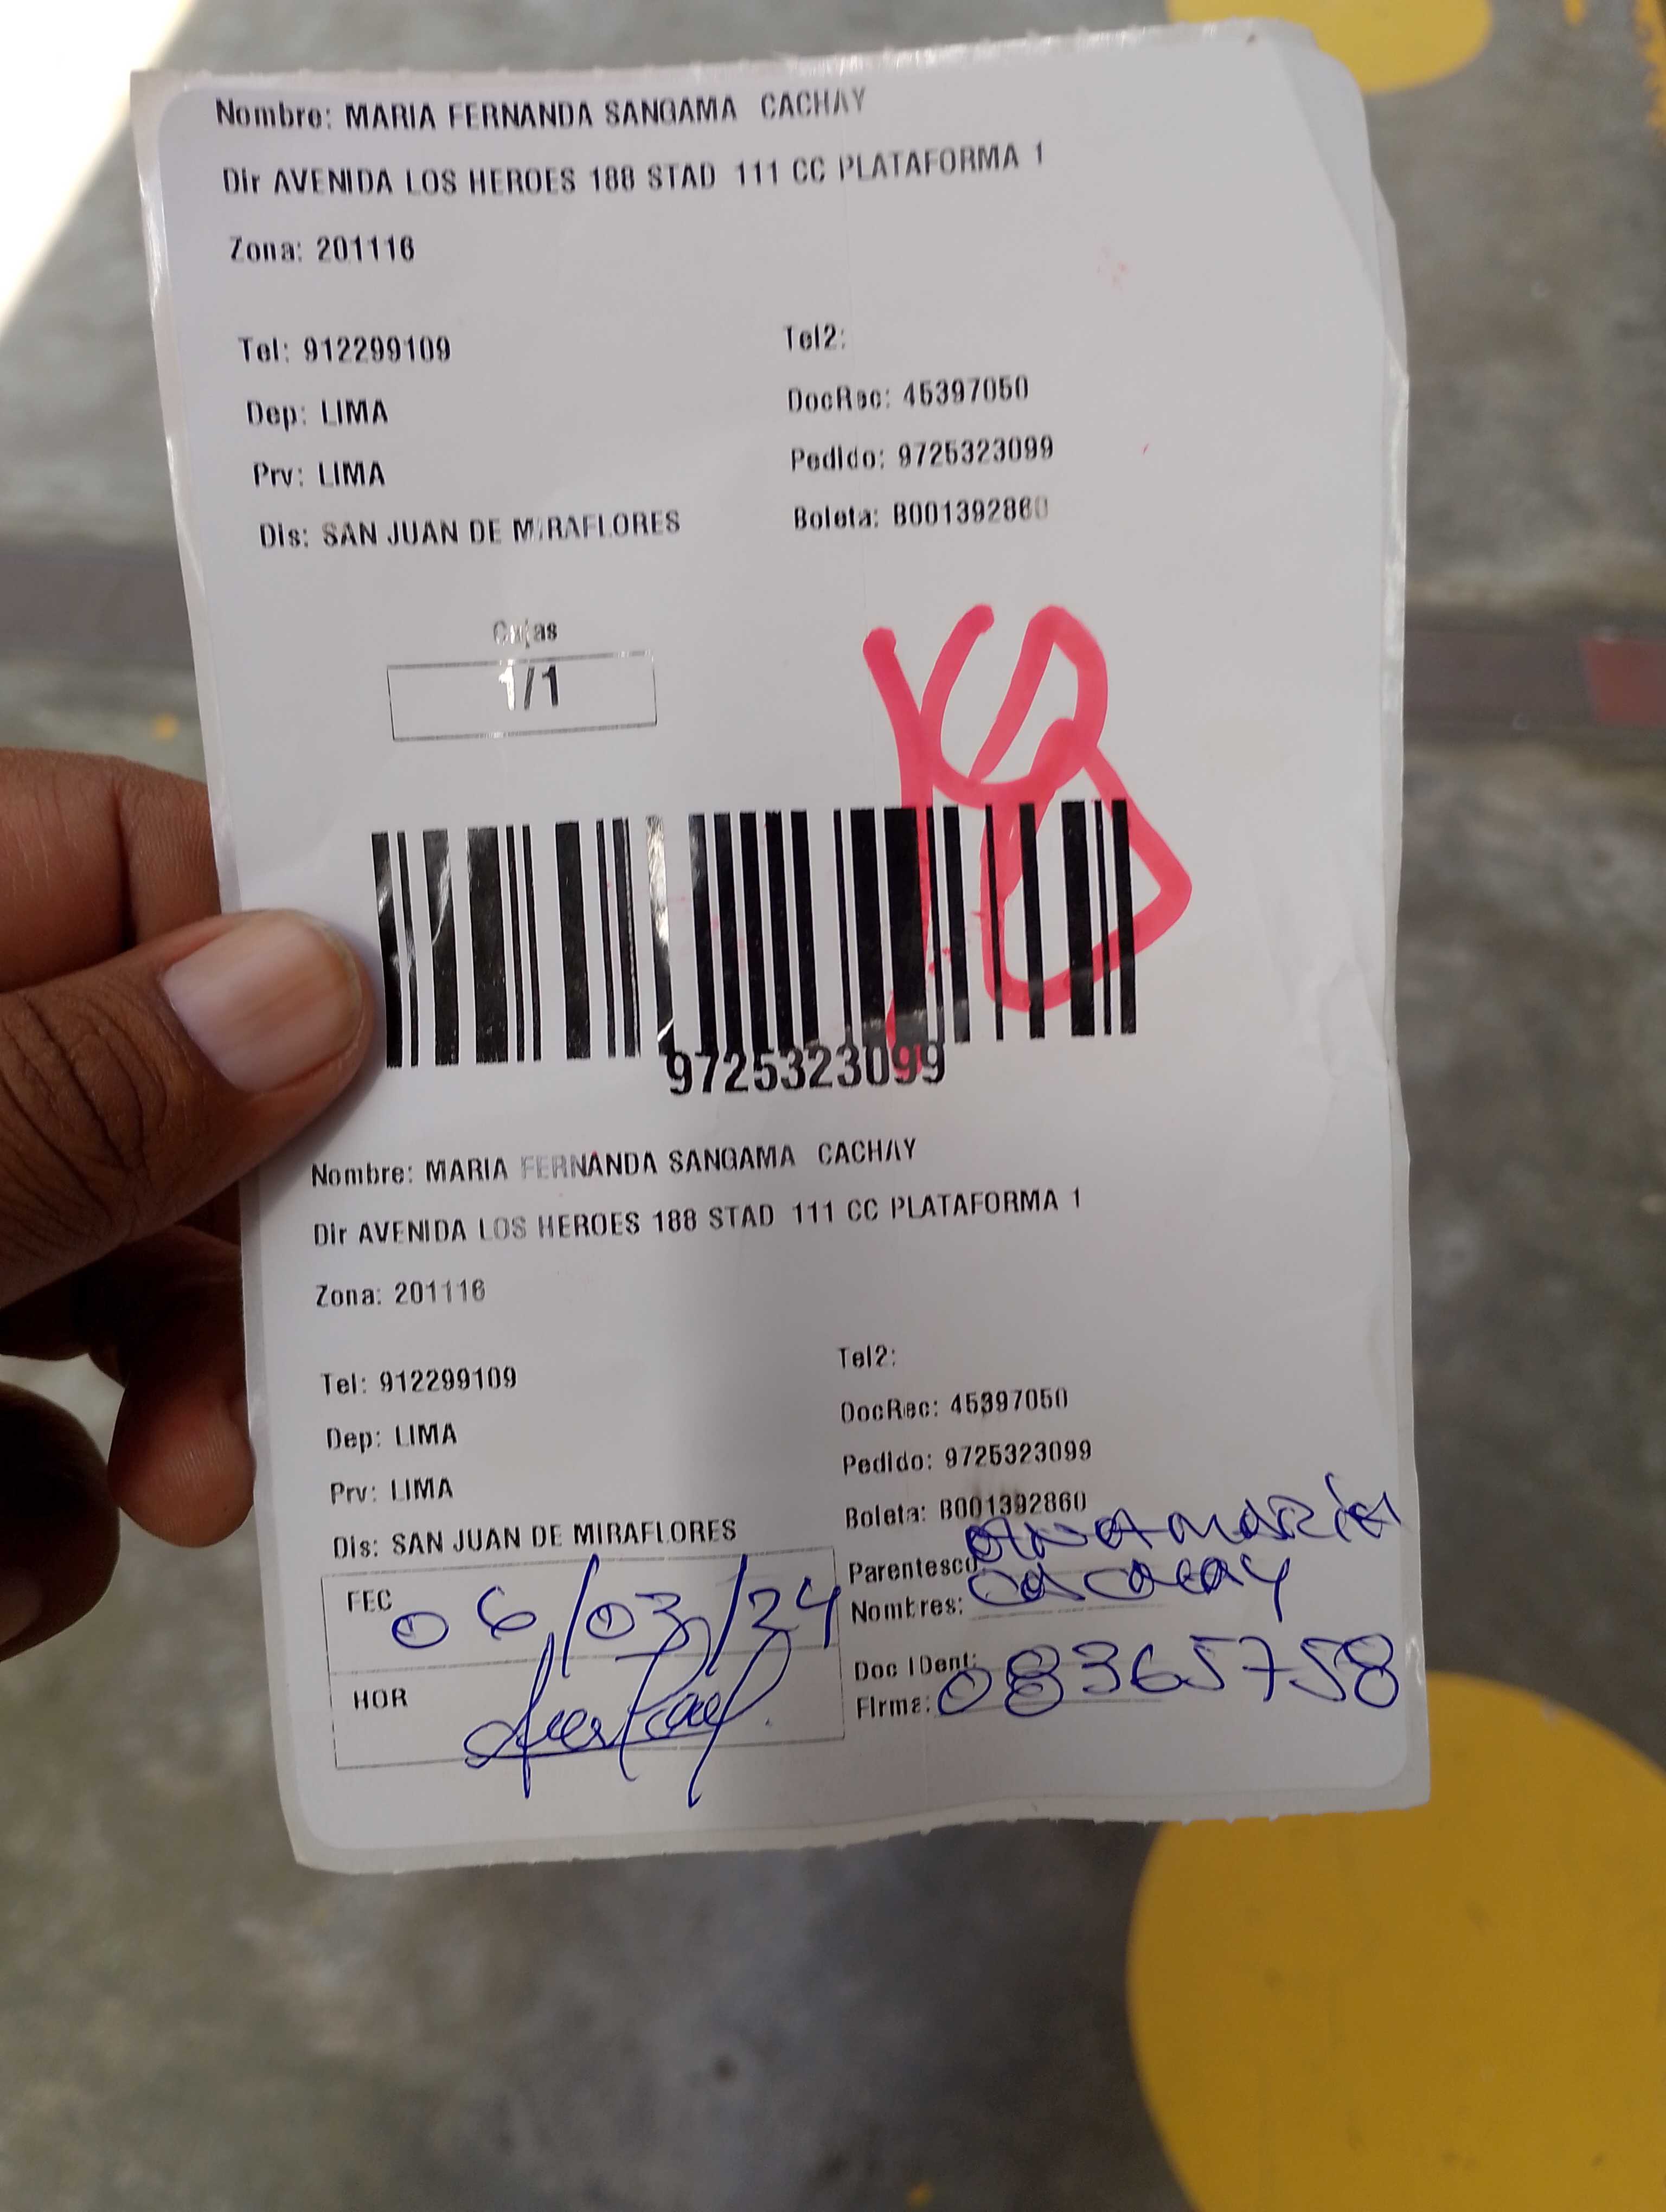 Nombre: MARIA FERNANDA SANGAMA CACHAY
Dir AVENIDA LOS HEROES 188 STAD 111 CC PLATAFORMA 1
Zona: 201116
Tel: 912299109
Tel2:
Dep: LIMA
DocRec: 45397050
Prv: LIMA
Pedido: 9725323099
Dis: SAN JUAN DE MIRAFLORES
Boleta: B001392860
Cajas
1/1
9725323099
Nombre: MARIA FERNANDA SANGAMA CACHAY
Dir AVENIDA LOS HEROES 188 STAD 111 CC PLATAFORMA 1
Zona: 201116
Tel: 912299109
Tel2:
Dep: LIMA
DocRec: 45397050
Prv: LIMA
Pedido: 9725323099
Dis: SAN JUAN DE MIRAFLORES
Boleta: B001392860
FEC 06/03/24
HOR
Parentesco: ANA MARÍA
Nombres:
Doc IDent: 08365758
Firma: